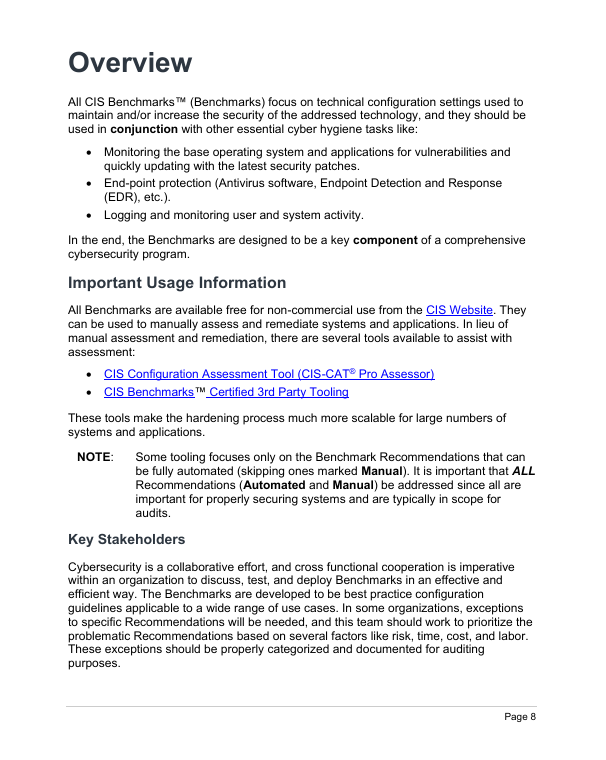 Overview
All CIS Benchmarks™ (Benchmarks) focus on technical configuration settings used to
maintain and/or increase the security of the addressed technology, and they should be
used in conjunction with other essential cyber hygiene tasks like:
• Monitoring the base operating system and applications for vulnerabilities and
quickly updating with the latest security patches.
• End-point protection (Antivirus software, Endpoint Detection and Response
(EDR), etc.).
• Logging and monitoring user and system activity.
In the end, the Benchmarks are designed to be a key component of a comprehensive
cybersecurity program.
Important Usage Information
All Benchmarks are available free for non-commercial use from the CIS Website. They
can be used to manually assess and remediate systems and applications. In lieu of
manual assessment and remediation, there are several tools available to assist with
assessment:
• CIS Configuration Assessment Tool (CIS-CAT® Pro Assessor)
• CIS Benchmarks™ Certified 3rd Party Tooling
These tools make the hardening process much more scalable for large numbers of
systems and applications.
NOTE: Some tooling focuses only on the Benchmark Recommendations that can
be fully automated (skipping ones marked Manual). It is important that ALL
Recommendations (Automated and Manual) be addressed since all are
important for properly securing systems and are typically in scope for
audits.
Key Stakeholders
Cybersecurity is a collaborative effort, and cross functional cooperation is imperative
within an organization to discuss, test, and deploy Benchmarks in an effective and
efficient way. The Benchmarks are developed to be best practice configuration
guidelines applicable to a wide range of use cases. In some organizations, exceptions
to specific Recommendations will be needed, and this team should work to prioritize the
problematic Recommendations based on several factors like risk, time, cost, and labor.
These exceptions should be properly categorized and documented for auditing
purposes.
Page 8